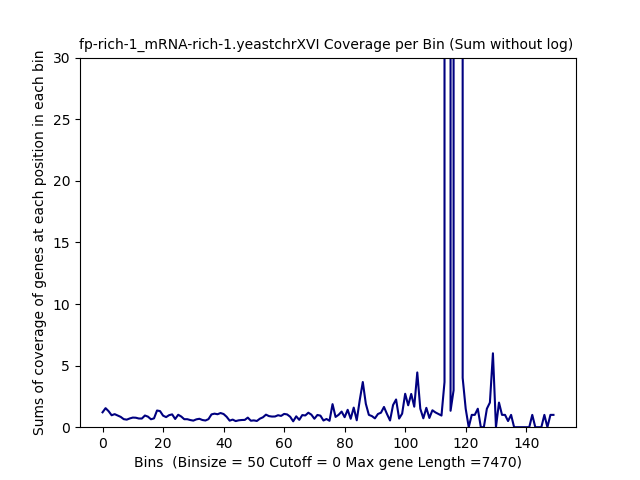 fp-rich-1_mRNA-rich-1.yeastchrXVI Coverage per Bin (Sum without log)
Sums of coverage of genes at each position in each bin
30
25
20
15
10
5
0
0 20 40 60 80 100 120 140
Bins  (Binsize = 50 Cutoff = 0 Max gene Length =7470)